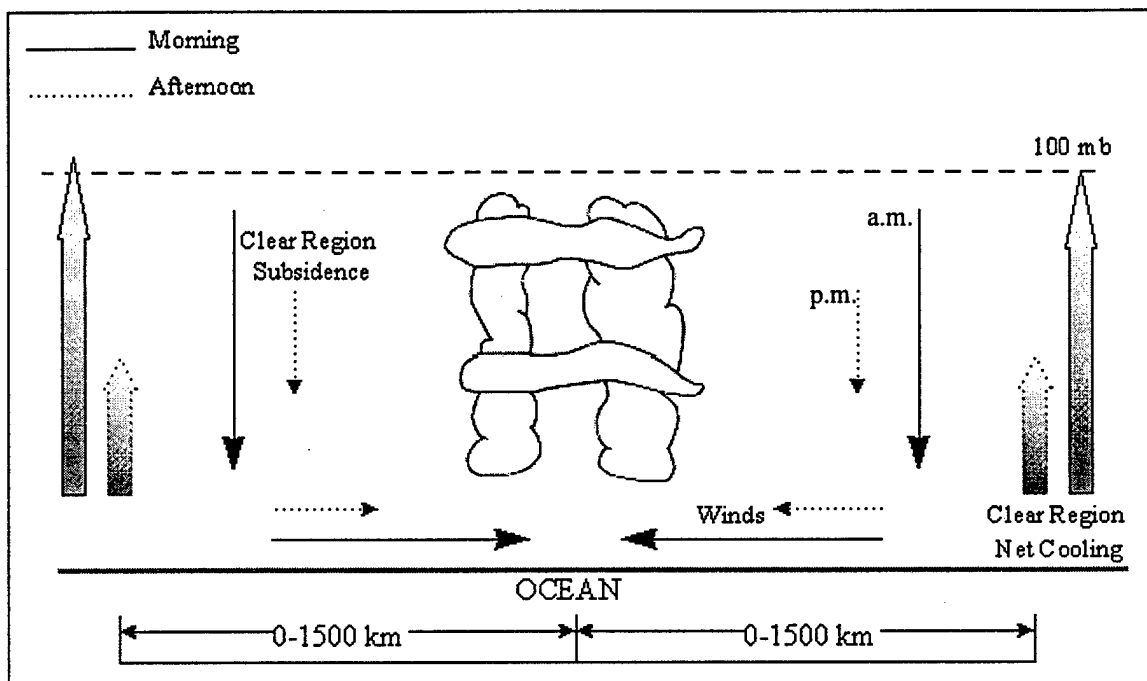 Morning
Afternoon
100 mb
a.m.
Clear Region
Subsidence
p.m.
Winds
Clear Region
Net Cooling
OCEAN
0-1500 km
0-1500 km